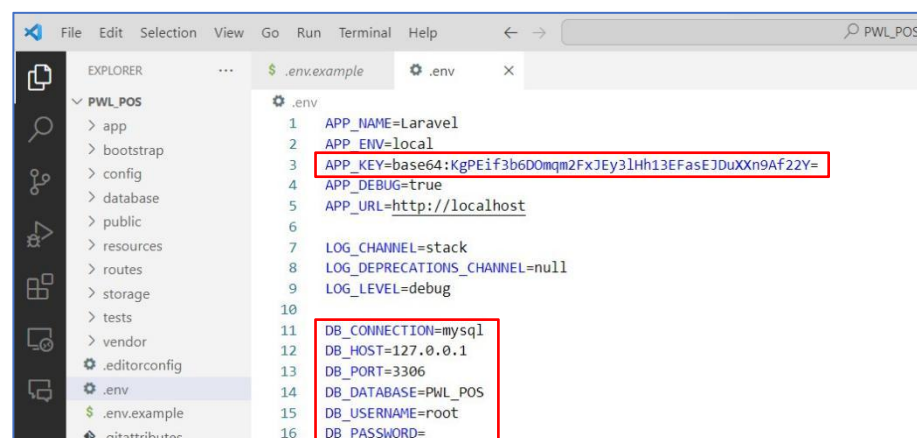 File Edit Selection View Go Run Terminal Help ← → PWL_POS
EXPLORER ... $ .env.example .env ×
PWL_POS
> app
> bootstrap
> config
> database
> public
> resources
> routes
> storage
> tests
> vendor
.editorconfig
.env
$ .env.example
.gitattributes
.env
1 APP_NAME=Laravel
2 APP_ENV=local
3 APP_KEY=base64:KgPEif3b6DOmqm2FxJEy3lHh13EFasEJDuXXn9Af22Y=
4 APP_DEBUG=true
5 APP_URL=http://localhost
6
7 LOG_CHANNEL=stack
8 LOG_DEPRECATIONS_CHANNEL=null
9 LOG_LEVEL=debug
10
11 DB_CONNECTION=mysql
12 DB_HOST=127.0.0.1
13 DB_PORT=3306
14 DB_DATABASE=PWL_POS
15 DB_USERNAME=root
16 DB_PASSWORD=